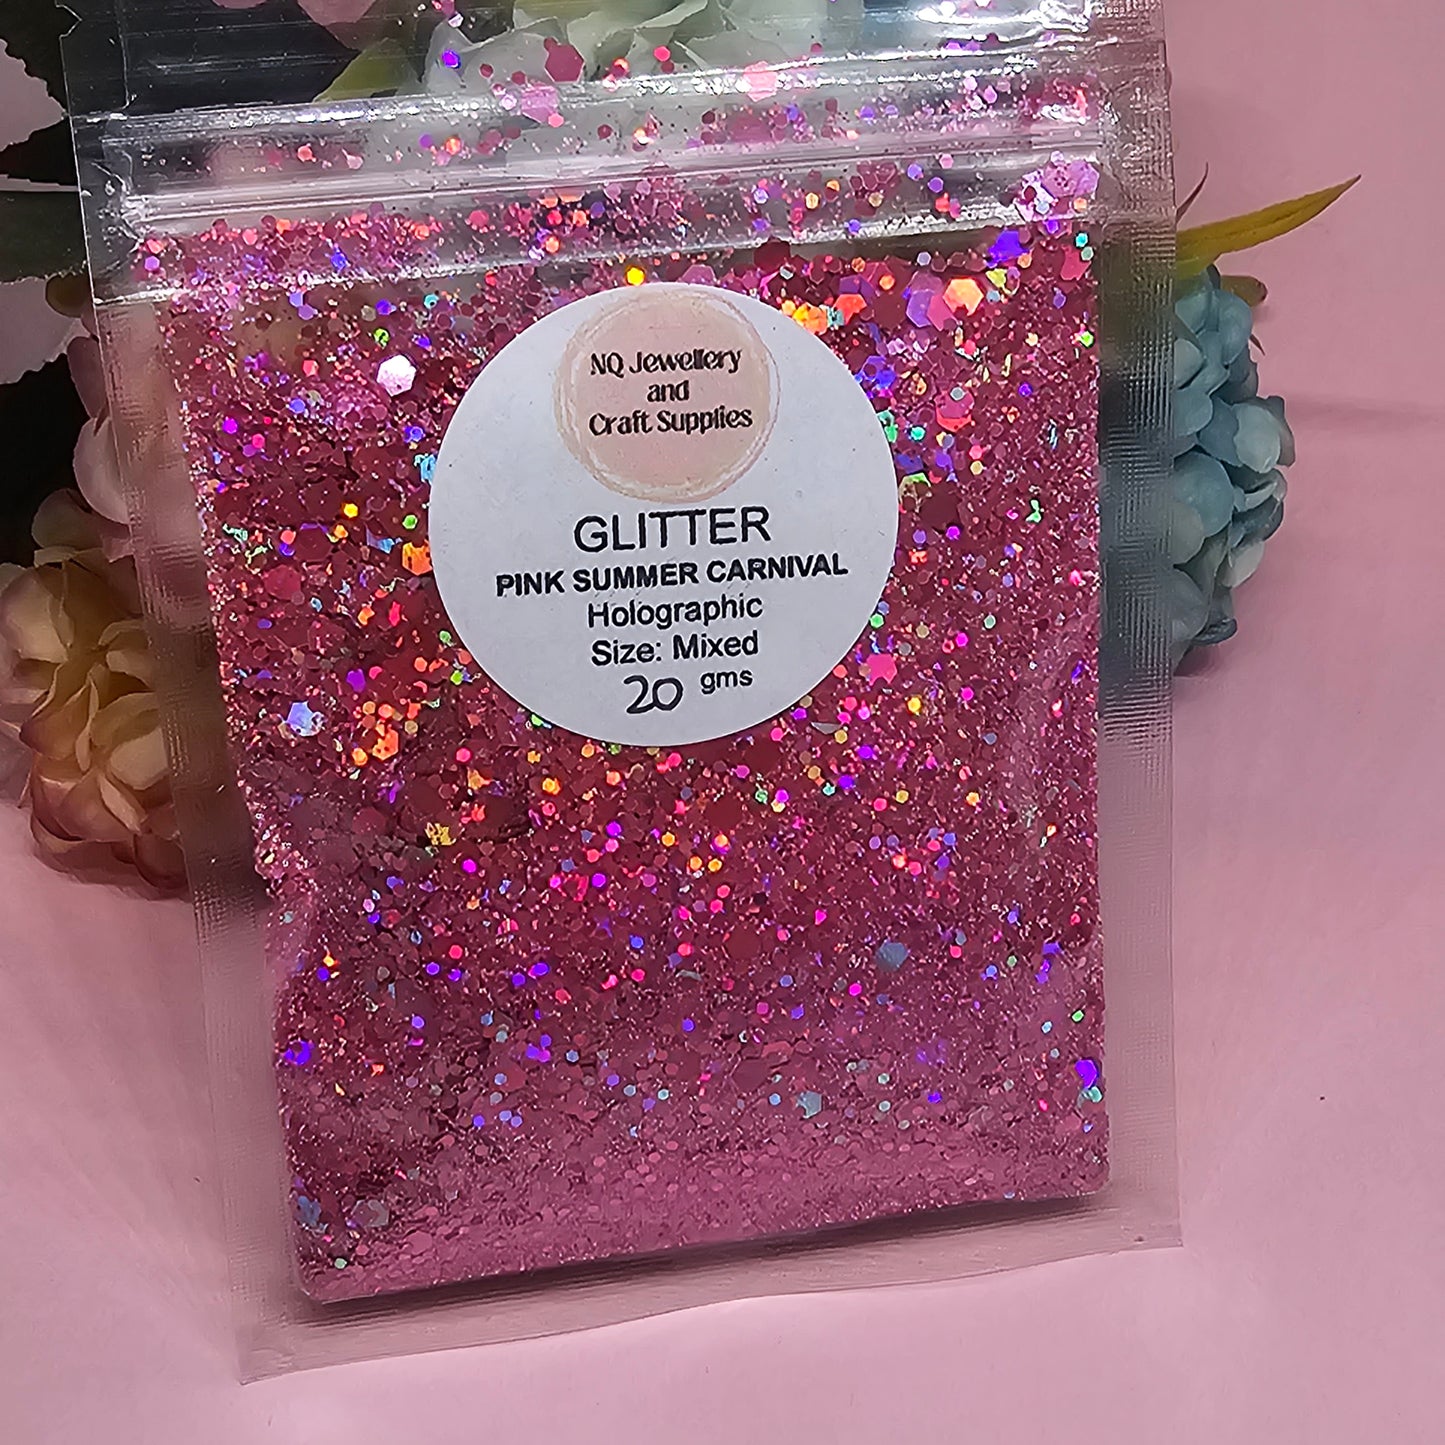 NQ Jewellery
and
Craft Supplies
GLITTER
PINK SUMMER CARNIVAL
Holographic
Size: Mixed
20 gms